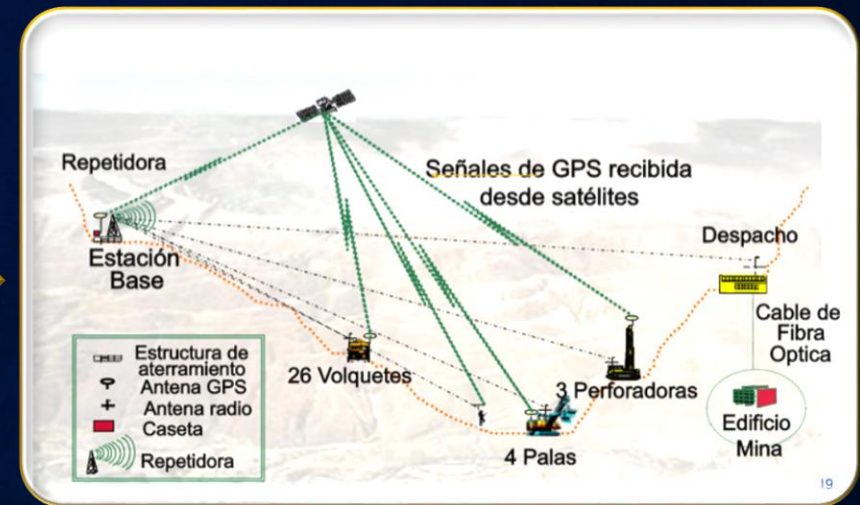 Repetidora
Señales de GPS recibida
desde satélites
Despacho
Estación
Base
Cable de
Fibra
Optica
26 Volquetes
3 Perforadoras
4 Palas
Edificio
Mina
Estructura de
aterramiento
Antena GPS
Antena radio
Caseta
Repetidora
19